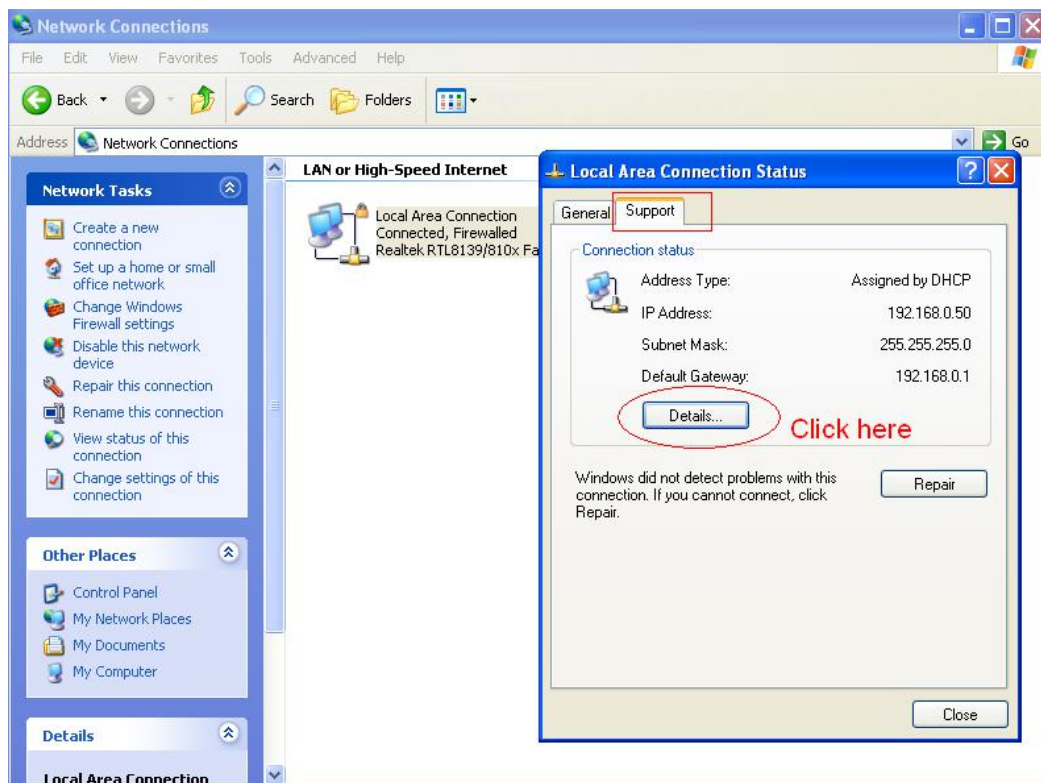 Network Connections
File Edit View Favorites Tools Advanced Help
Back Search Folders
Address Network Connections Go
Network Tasks
Create a new
connection
Set up a home or small
office network
Change Windows
Firewall settings
Disable this network
device
Repair this connection
Rename this connection
View status of this
connection
Change settings of this
connection
Other Places
Control Panel
My Network Places
My Documents
My Computer
Details
Local Area Connection
LAN or High-Speed Internet
Local Area Connection
Connected, Firewalled
Realtek RTL8139/810x Fa
Local Area Connection Status
General Support
Connection status
Address Type: Assigned by DHCP
IP Address: 192.168.0.50
Subnet Mask: 255.255.255.0
Default Gateway: 192.168.0.1
Details...
Click here
Windows did not detect problems with this
connection. If you cannot connect, click
Repair.
Repair
Close